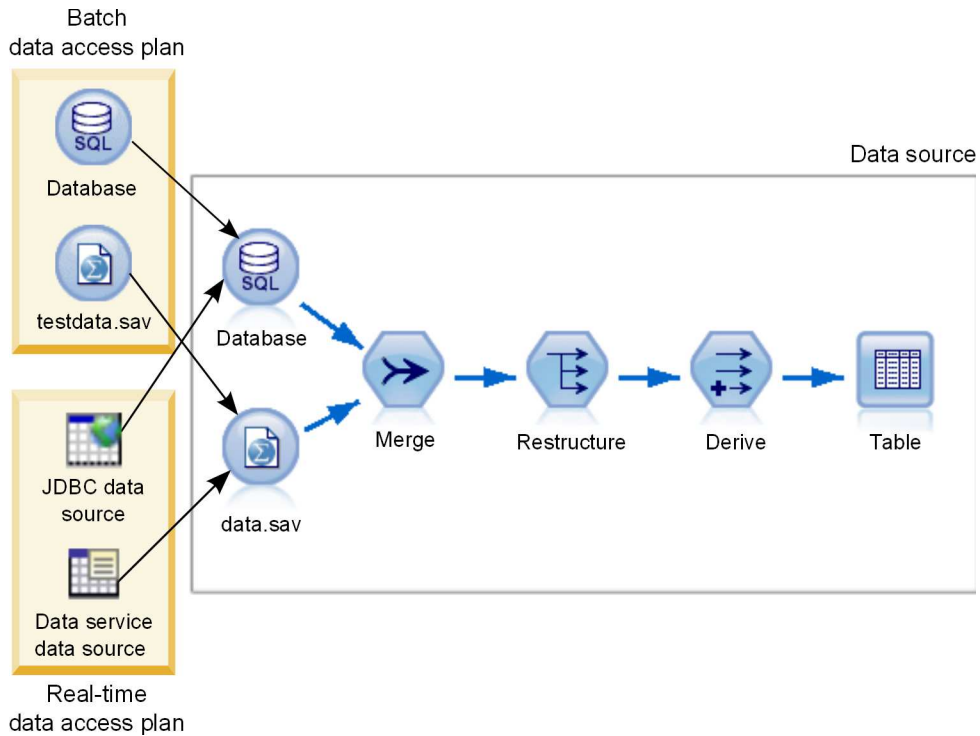 Batch
data access plan
SQL
Database
testdata.sav
JDBC data
source
Data service
data source
Real-time
data access plan
Data source
SQL
Database
data.sav
Merge
Restructure
Derive
Table